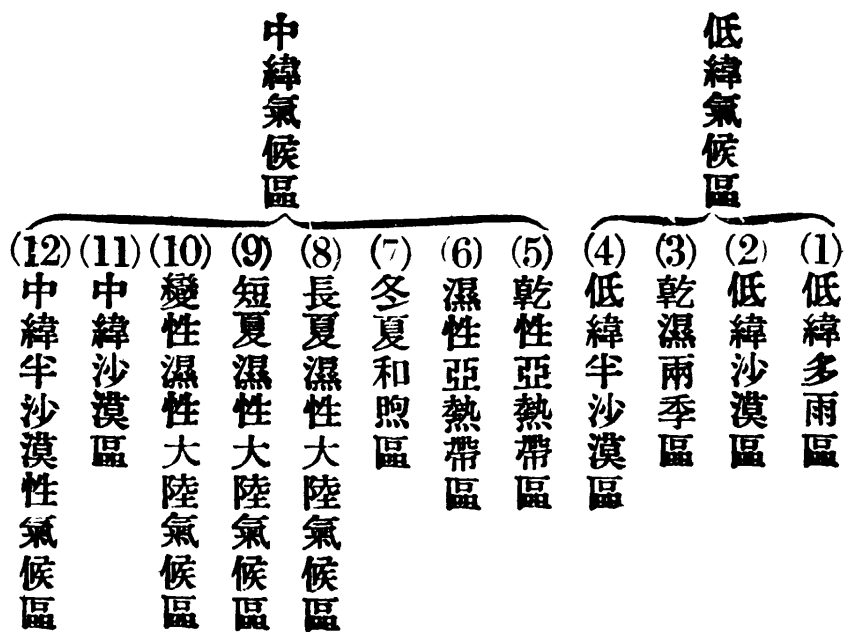 低緯氣候區
(1)低緯多雨區
(2)低緯沙漠區
(3)乾濕兩季區
(4)低緯半沙漠區
中緯氣候區
(5)乾性亞熱帶區
(6)濕性亞熱帶區
(7)冬夏和煦區
(8)長夏濕性大陸氣候區
(9)短夏濕性大陸氣候區
(10)變性濕性大陸氣候區
(11)中緯沙漠區
(12)中緯半沙漠性氣候區